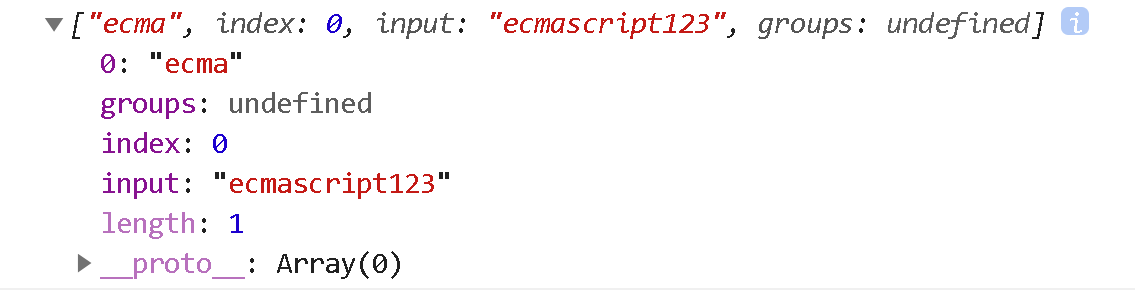 ▼["ecma", index: 0, input: "ecmascript123", groups: undefined] i
0: "ecma"
groups: undefined
index: 0
input: "ecmascript123"
length: 1
▶__proto__: Array(0)